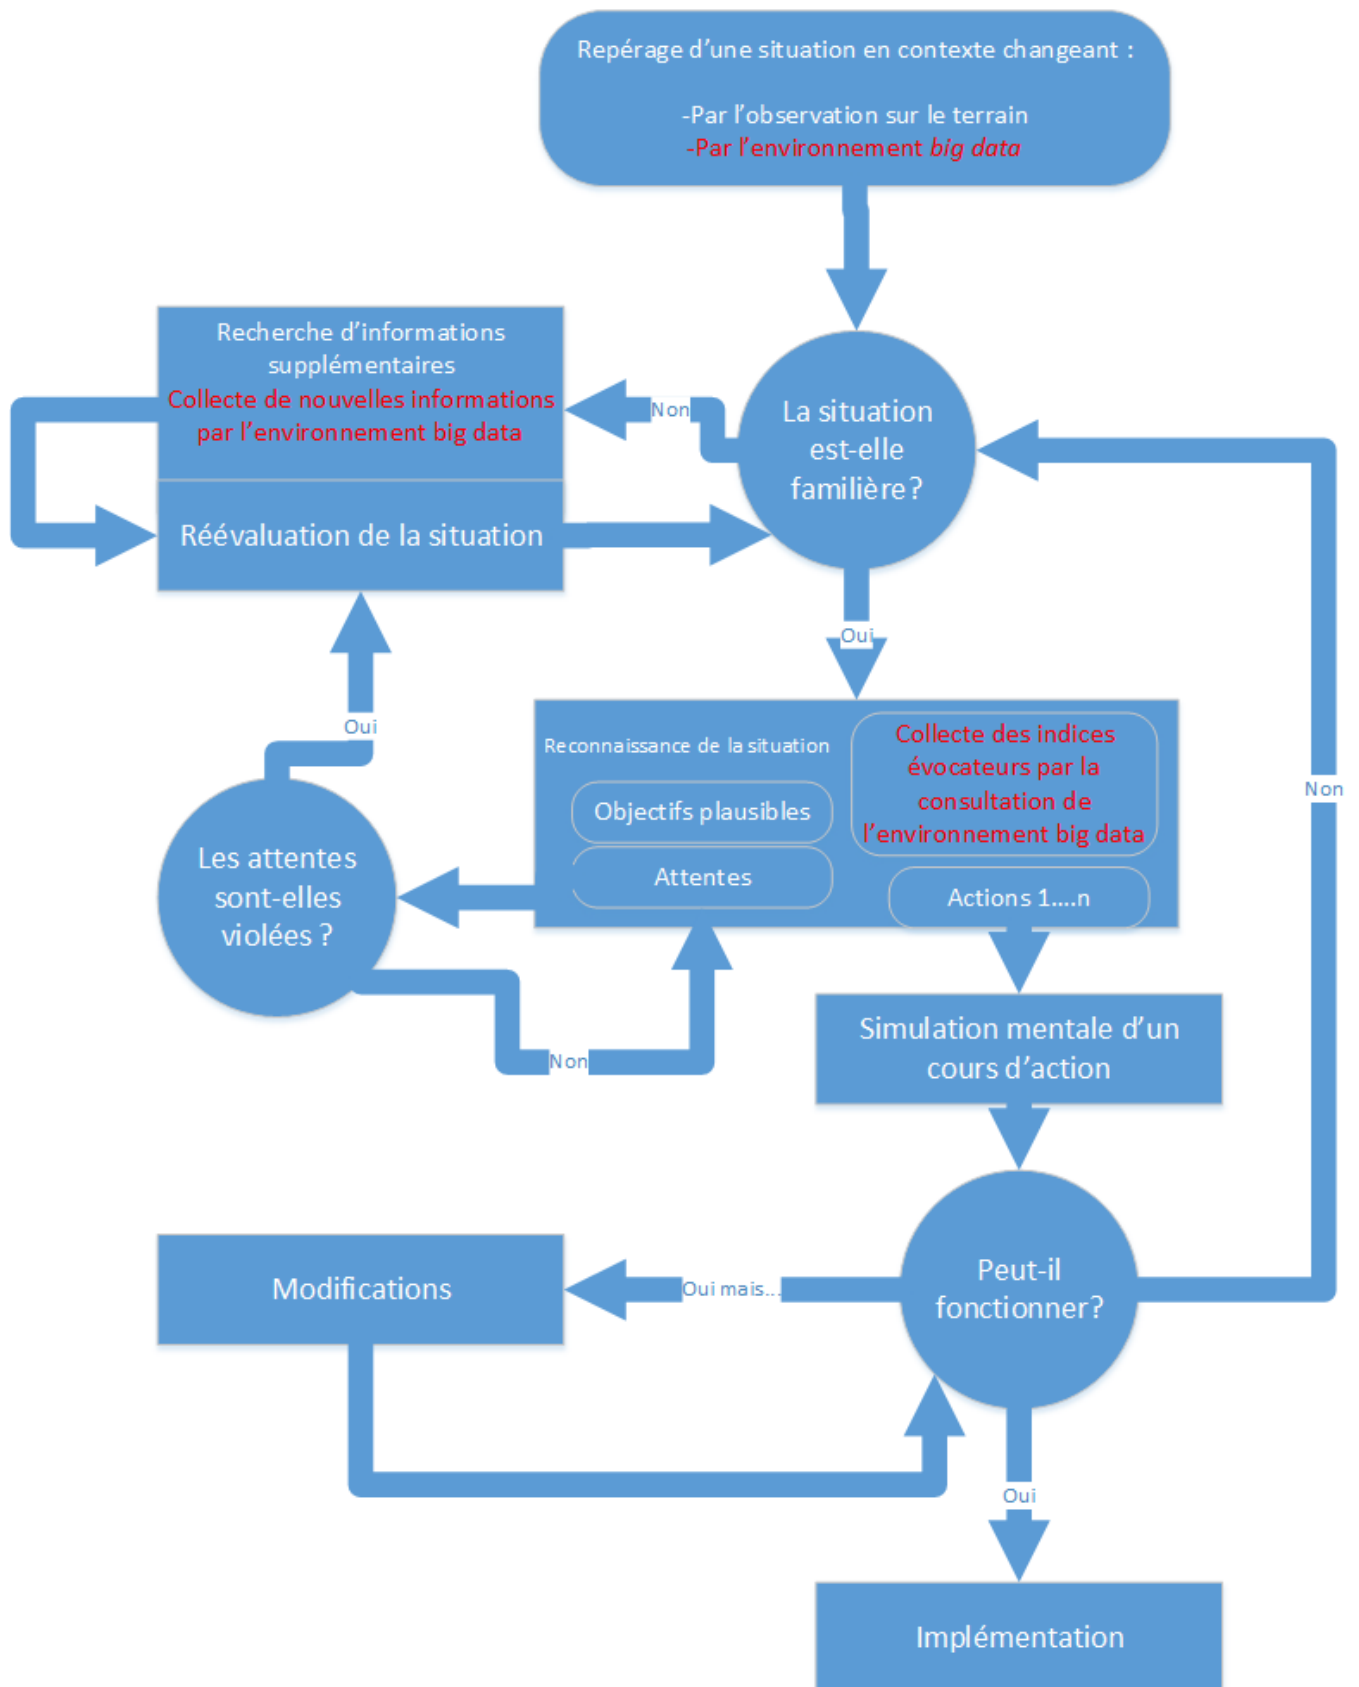 Repérage d’une situation en contexte changeant :
-Par l’observation sur le terrain
-Par l’environnement big data
Recherche d’informations
supplémentaires
Collecte de nouvelles informations
par l’environnement big data
Non
La situation
est-elle
familière ?
Réévaluation de la situation
Oui
Oui
Reconnaissance de la situation
Objectifs plausibles
Attentes
Collecte des indices
évocateurs par la
consultation de
l’environnement big data
Actions 1....n
Non
Les attentes
sont-elles
violées ?
Non
Simulation mentale d’un
cours d’action
Modifications
Oui mais...
Peut-il
fonctionner ?
Oui
Implémentation